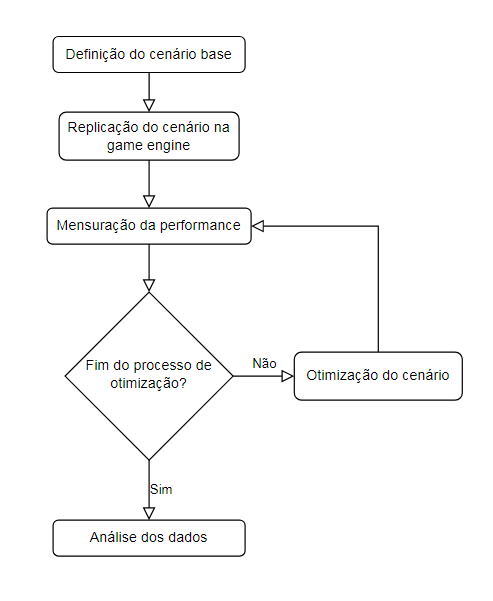 Definição do cenário base
Replicação do cenário na
game engine
Mensuração da performance
Fim do processo de
otimização?
Não
Otimização do cenário
Sim
Análise dos dados